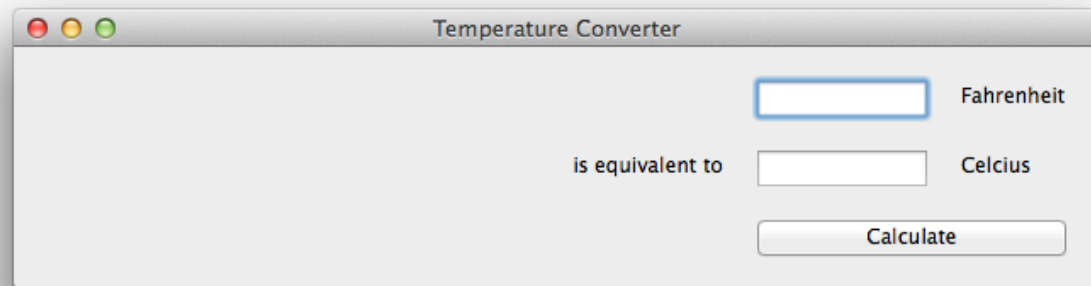 Temperature Converter
Fahrenheit
is equivalent to Celcius
Calculate